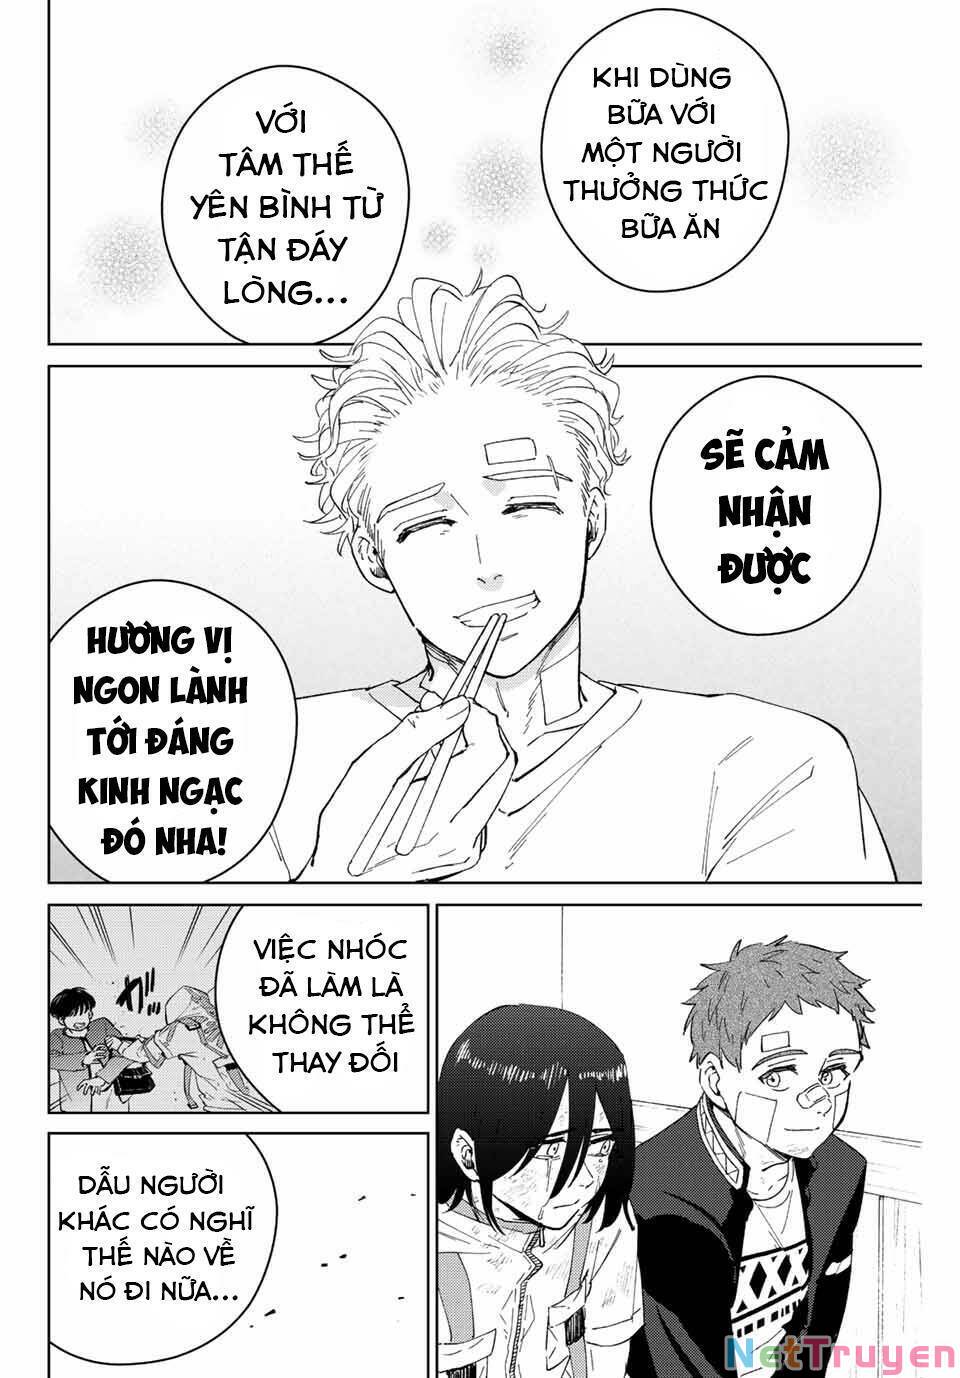 KHI DÙNG
BỮA VỚI
MỘT NGƯỜI
THƯỞNG THỨC
BỮA ĂN
VỚI
TÂM THẾ
YÊN BÌNH TỪ
TẬN ĐÁY
LÒNG...
SẼ CẢM
NHẬN
ĐƯỢC
HƯƠNG VỊ
NGON LÀNH
TỚI ĐÁNG
KINH NGẠC
ĐÓ NHA!
VIỆC NHÓC
ĐÃ LÀM LÀ
KHÔNG THỂ
THAY ĐỔI
DẪU NGƯỜI
KHÁC CÓ NGHĨ
THẾ NÀO VỀ
NÓ ĐI NỮA...
XXX
NetTruyen